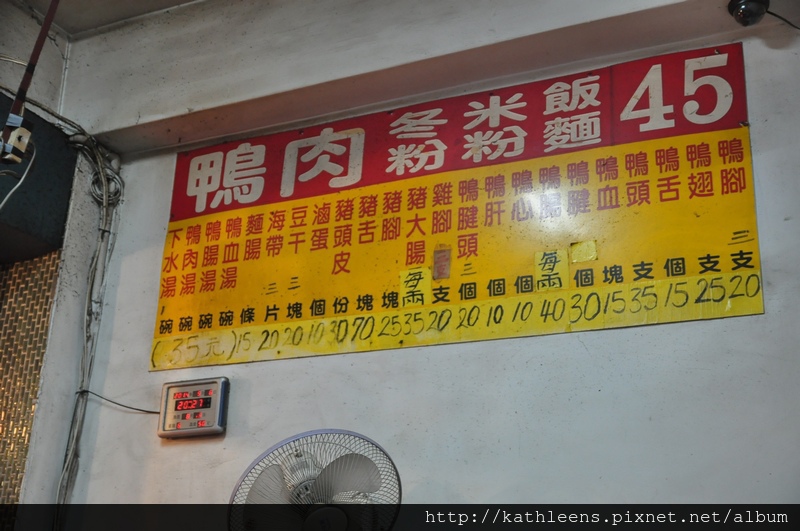 鴨肉 冬粉 米粉 飯麵 45
下水湯 碗
鴨肉湯 碗
鴨腸湯 碗
鴨血湯 碗
(35元)
麵腸 條 15
海帶 三片 20
豆干 三塊 20
滷蛋 個 10
豬頭皮 份 30
豬舌 塊 70
豬腳 塊 25
豬大腸 每兩 35
雞腳 支 20
鴨腱頭 三個 20
鴨肝 個 10
鴨心 個 10
鴨腸 每兩 40
鴨腱 個 30
鴨血 塊 15
鴨頭 支 35
鴨舌 個 15
鴨翅 支 25
鴨腳 三支 20
20:27
http://kathleens.pixnet.net/album